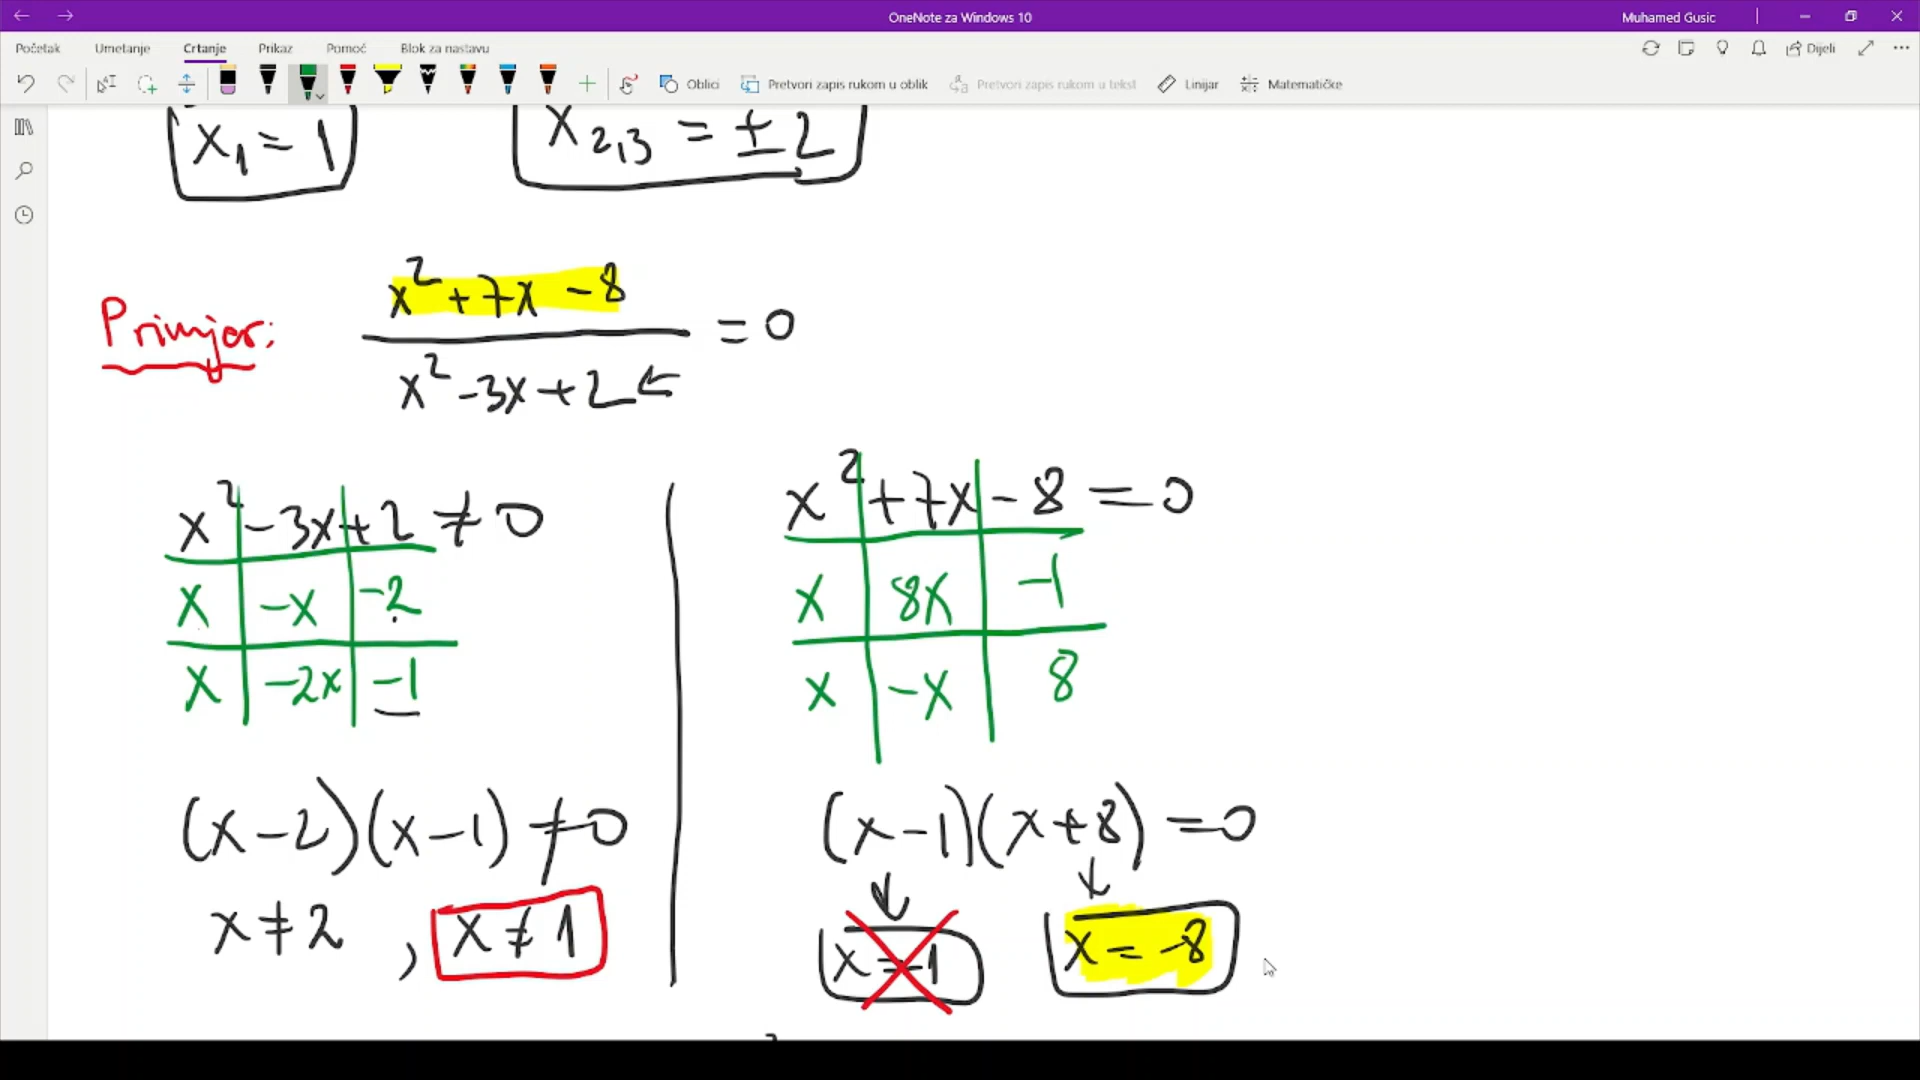 OneNote za Windows 10
Muhamed Gusic
Početak Umetanje Crtanje Prikaz Pomoć Blok za nastavu
Dijeli
Oblici Pretvori zapis rukom u oblik Pretvori zapis rukom u tekst Linijar Matematičke
x₁ = 1
x₂,₃ = ±2
Primjer:
x² + 7x - 8
= 0
x² - 3x + 2 ←
x² - 3x + 2 ≠ 0
x -x -2
x -2x -1
(x-2)(x-1) ≠ 0
x ≠ 2 , x ≠ 1
x² + 7x - 8 = 0
x 8x -1
x -x 8
(x-1)(x+8) = 0
x = 1
x = -8